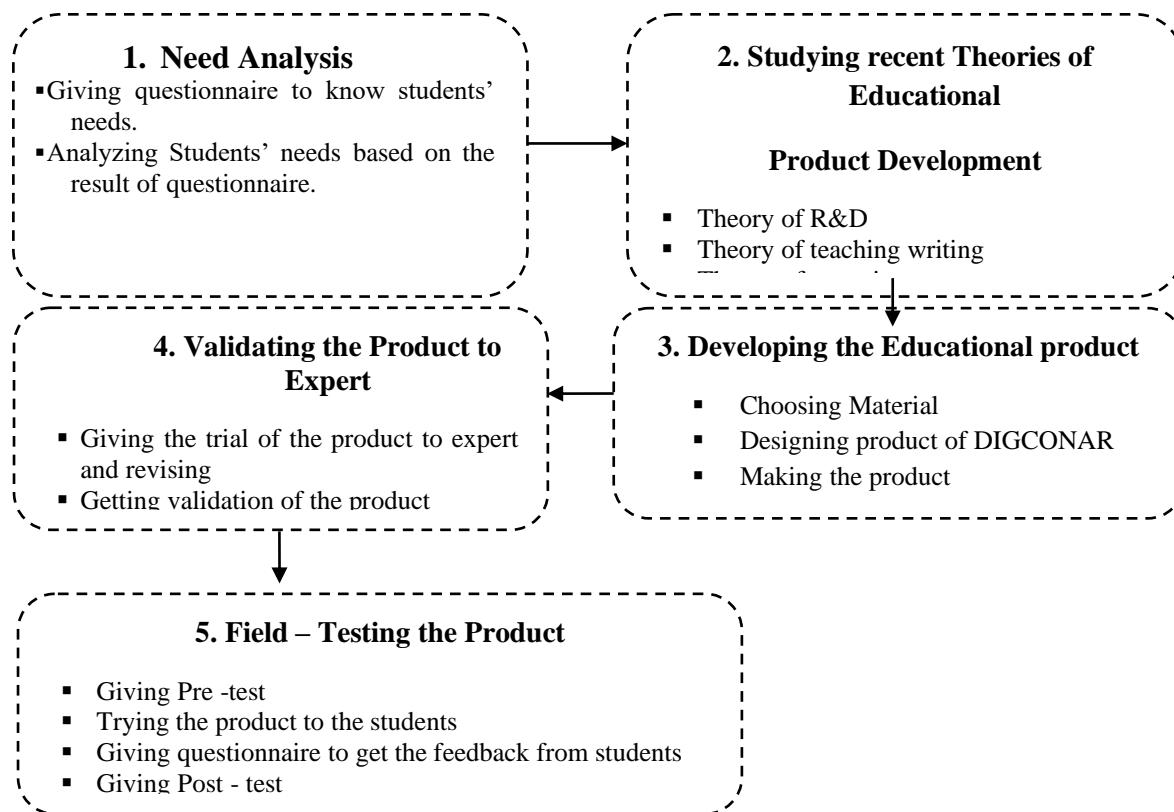 1. Need Analysis
▪Giving questionnaire to know students’
needs.
▪Analyzing Students’ needs based on the
result of questionnaire.
2. Studying recent Theories of
Educational
Product Development
▪ Theory of R&D
▪ Theory of teaching writing
3. Developing the Educational product
▪ Choosing Material
▪ Designing product of DIGCONAR
▪ Making the product
4. Validating the Product to
Expert
▪ Giving the trial of the product to expert
and revising
▪ Getting validation of the product
5. Field – Testing the Product
▪ Giving Pre -test
▪ Trying the product to the students
▪ Giving questionnaire to get the feedback from students
▪ Giving Post - test